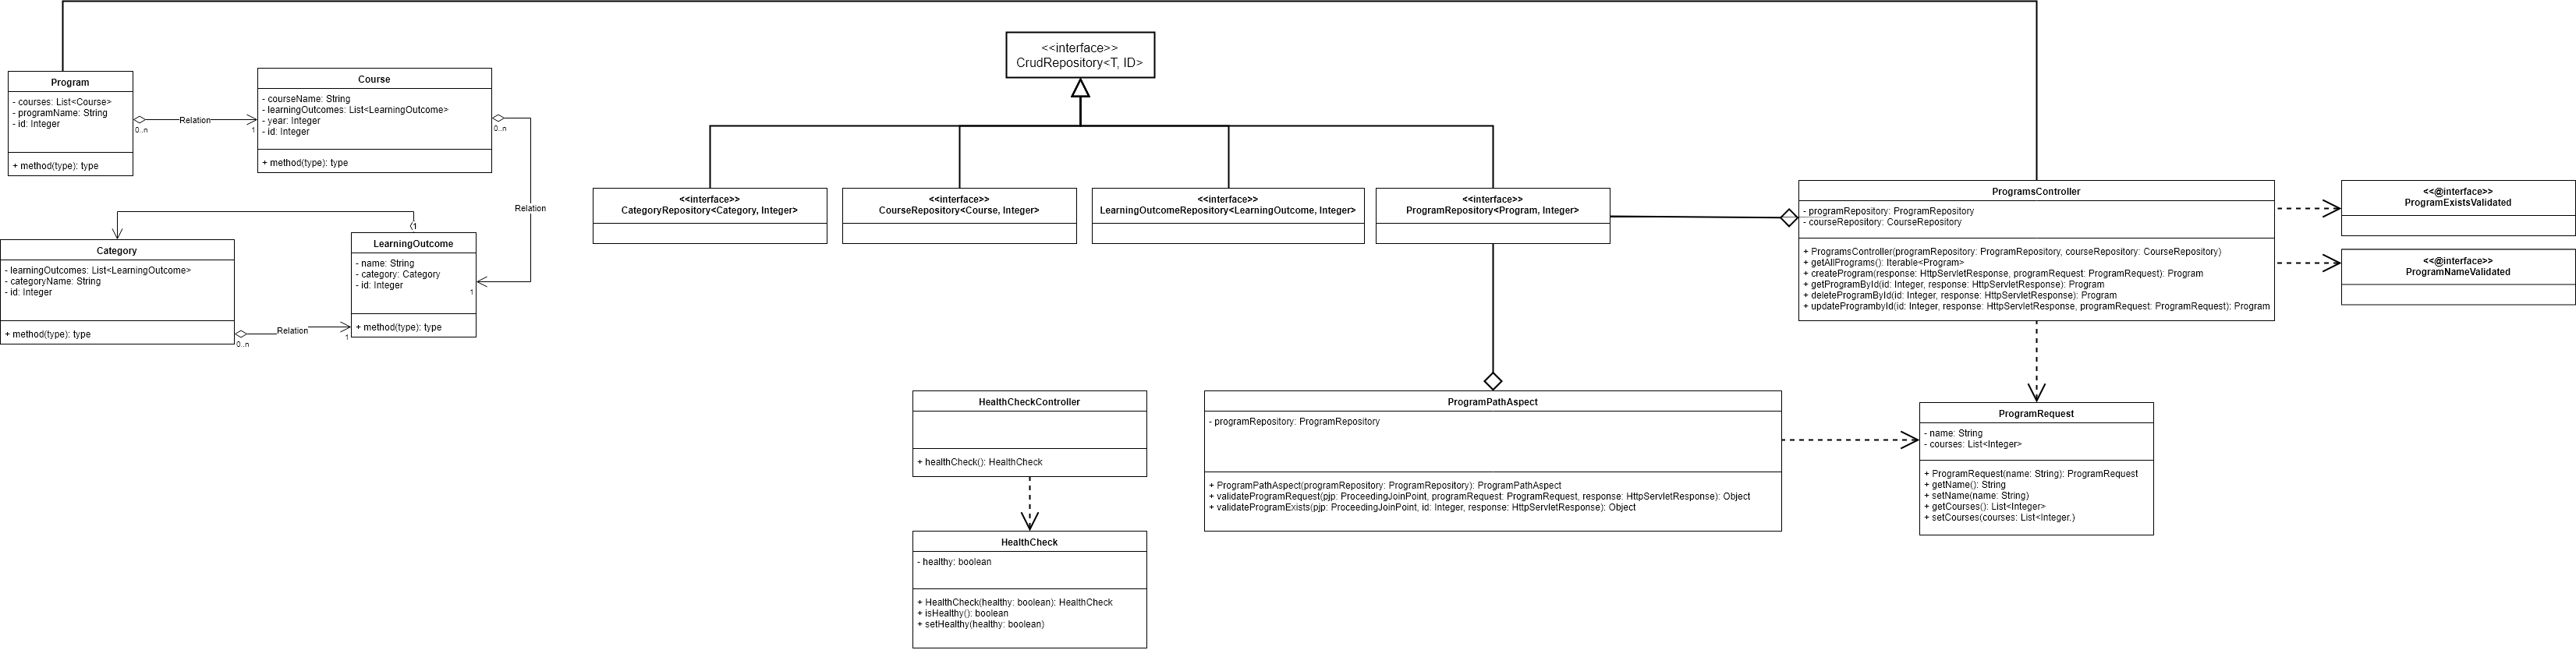 Program
- courses: List<Course>
- programName: String
- id: Integer
+ method(type): type
0..n
Relation
1
Course
- courseName: String
- learningOutcomes: List<LearningOutcome>
- year: Integer
- id: Integer
+ method(type): type
0..n
Relation
1
Category
- learningOutcomes: List<LearningOutcome>
- categoryName: String
- id: Integer
+ method(type): type
0..n
Relation
1
LearningOutcome
- name: String
- category: Category
- id: Integer
+ method(type): type
1
<<interface>>
CrudRepository<T, ID>
<<interface>>
CategoryRepository<Category, Integer>
<<interface>>
CourseRepository<Course, Integer>
<<interface>>
LearningOutcomeRepository<LearningOutcome, Integer>
<<interface>>
ProgramRepository<Program, Integer>
ProgramsController
- programRepository: ProgramRepository
- courseRepository: CourseRepository
+ ProgramsController(programRepository: ProgramRepository, courseRepository: CourseRepository)
+ getAllPrograms(): Iterable<Program>
+ createProgram(response: HttpServletResponse, programRequest: ProgramRequest): Program
+ getProgramById(id: Integer, response: HttpServletResponse): Program
+ deleteProgramById(id: Integer, response: HttpServletResponse): Program
+ updateProgrambyId(id: Integer, response: HttpServletResponse, programRequest: ProgramRequest): Program
<<@interface>>
ProgramExistsValidated
<<@interface>>
ProgramNameValidated
HealthCheckController
+ healthCheck(): HealthCheck
HealthCheck
- healthy: boolean
+ HealthCheck(healthy: boolean): HealthCheck
+ isHealthy(): boolean
+ setHealthy(healthy: boolean)
ProgramPathAspect
- programRepository: ProgramRepository
+ ProgramPathAspect(programRepository: ProgramRepository): ProgramPathAspect
+ validateProgramRequest(pjp: ProceedingJoinPoint, programRequest: ProgramRequest, response: HttpServletResponse): Object
+ validateProgramExists(pjp: ProceedingJoinPoint, id: Integer, response: HttpServletResponse): Object
ProgramRequest
- name: String
- courses: List<Integer>
+ ProgramRequest(name: String): ProgramRequest
+ getName(): String
+ setName(name: String)
+ getCourses(): List<Integer>
+ setCourses(courses: List<Integer.)